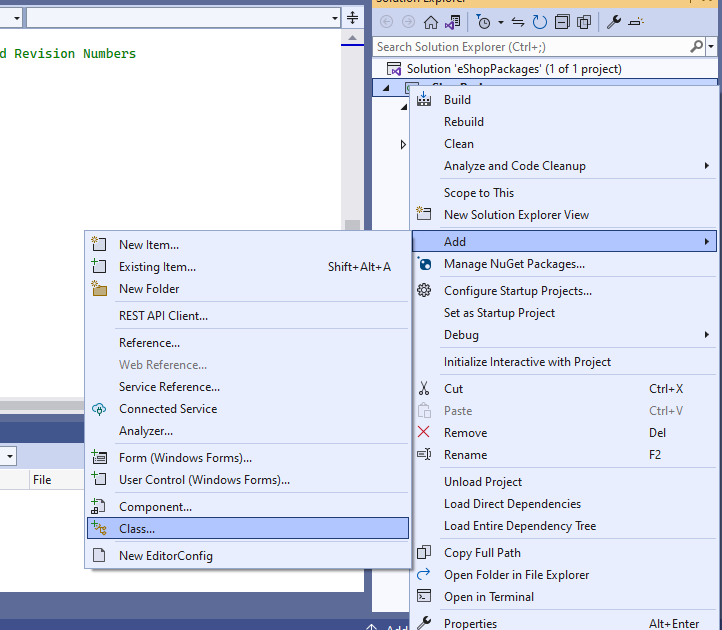 Solution Explorer
d Revision Numbers
Search Solution Explorer (Ctrl+;)
Solution 'eShopPackages' (1 of 1 project)
Build
Rebuild
Clean
Analyze and Code Cleanup
Scope to This
New Solution Explorer View
Add
Manage NuGet Packages...
Configure Startup Projects...
Set as Startup Project
Debug
Initialize Interactive with Project
Cut Ctrl+X
Paste Ctrl+V
Remove Del
Rename F2
Unload Project
Load Direct Dependencies
Load Entire Dependency Tree
Copy Full Path
Open Folder in File Explorer
Open in Terminal
Properties Alt+Enter
New Item...
Existing Item... Shift+Alt+A
New Folder
REST API Client...
Reference...
Web Reference...
Service Reference...
Connected Service
Analyzer...
Form (Windows Forms)...
User Control (Windows Forms)...
Component...
Class...
New EditorConfig
File
Add